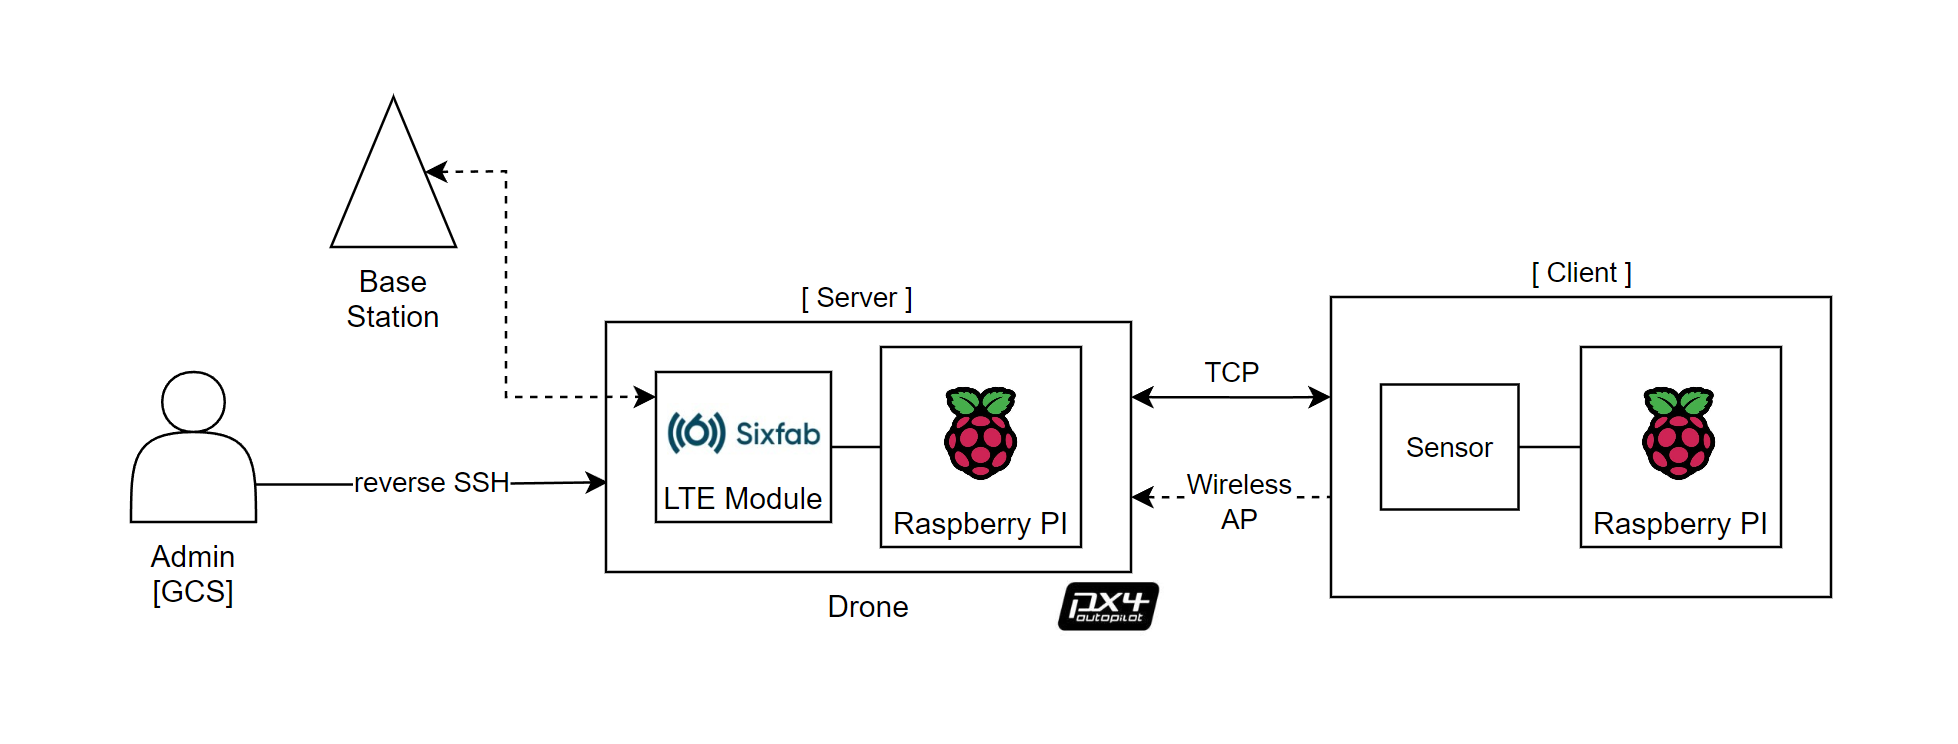 Base
Station
Admin
[GCS]
reverse SSH
[ Server ]
Sixfab
LTE Module
Raspberry PI
Drone
px4
autopilot
TCP
Wireless
AP
[ Client ]
Sensor
Raspberry PI